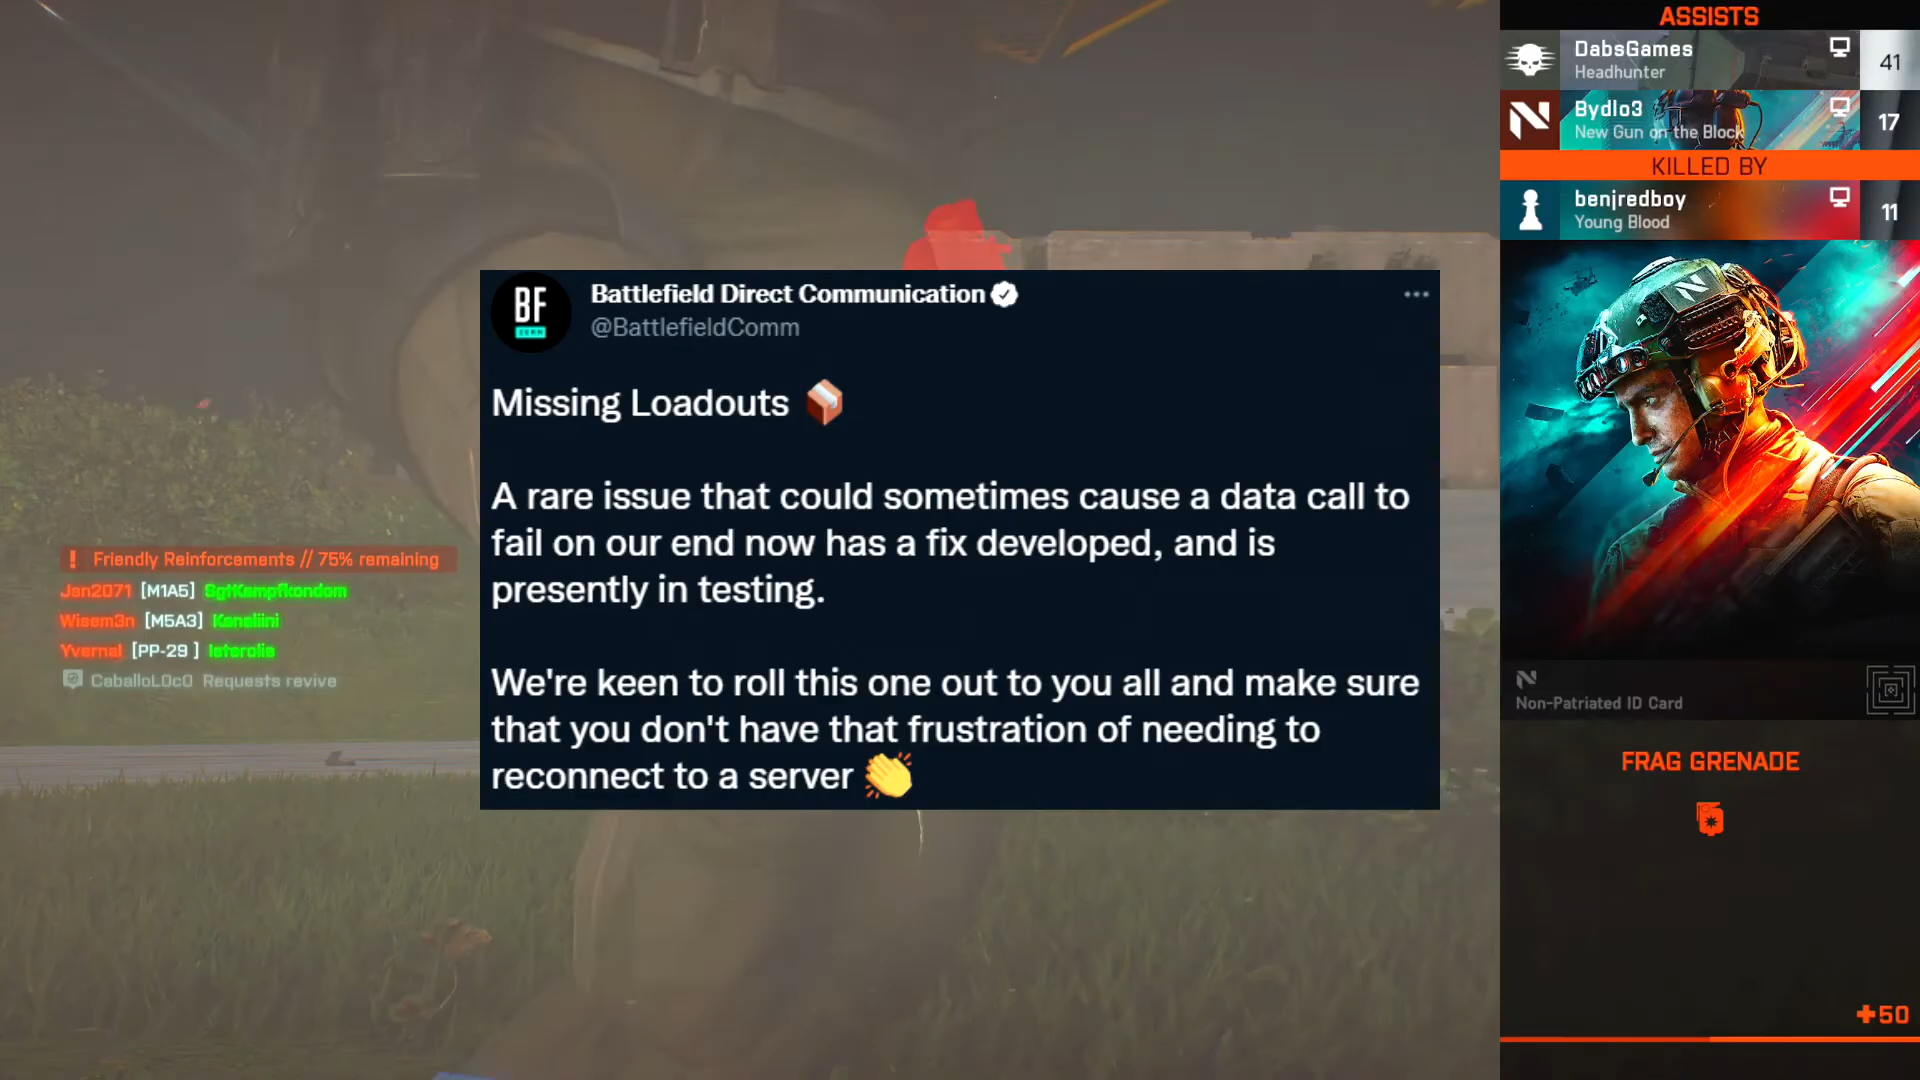 ASSISTS
DabsGames
Headhunter
41
Bydlo3
New Gun on the Block
17
KILLED BY
benjredboy
Young Blood
11
BF
Battlefield Direct Communication
@BattlefieldComm
Missing Loadouts 📦
A rare issue that could sometimes cause a data call to
fail on our end now has a fix developed, and is
presently in testing.
We're keen to roll this one out to you all and make sure
that you don't have that frustration of needing to
reconnect to a server 👏
! Friendly Reinforcements // 75% remaining
Jan2071 [M1A5] SgtKampfkondom
Wisem3n [M5A3] Kanaliini
Yvernal [PP-29 ]
CaballoL0c0 Requests revive
Non-Patriated ID Card
FRAG GRENADE
+50